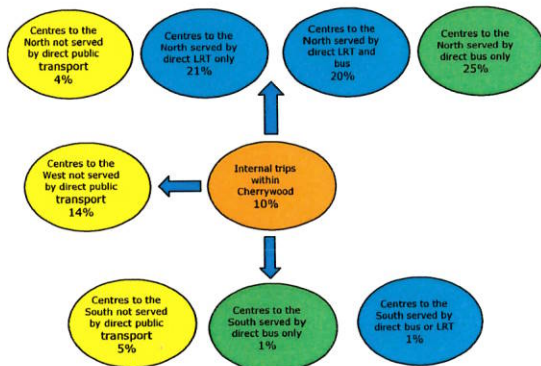 Centres to the
North not served
by direct public
transport
4%
Centres to the
North served by
direct LRT only
21%
Centres to the
North served by
direct LRT and
bus
20%
Centres to the
North served by
direct bus only
25%
Centres to the
West not served
by direct public
transport
14%
Internal trips
within
Cherrywood
10%
Centres to the
South not served
by direct public
transport
5%
Centres to the
South served by
direct bus only
1%
Centres to the
South served by
direct bus or LRT
1%